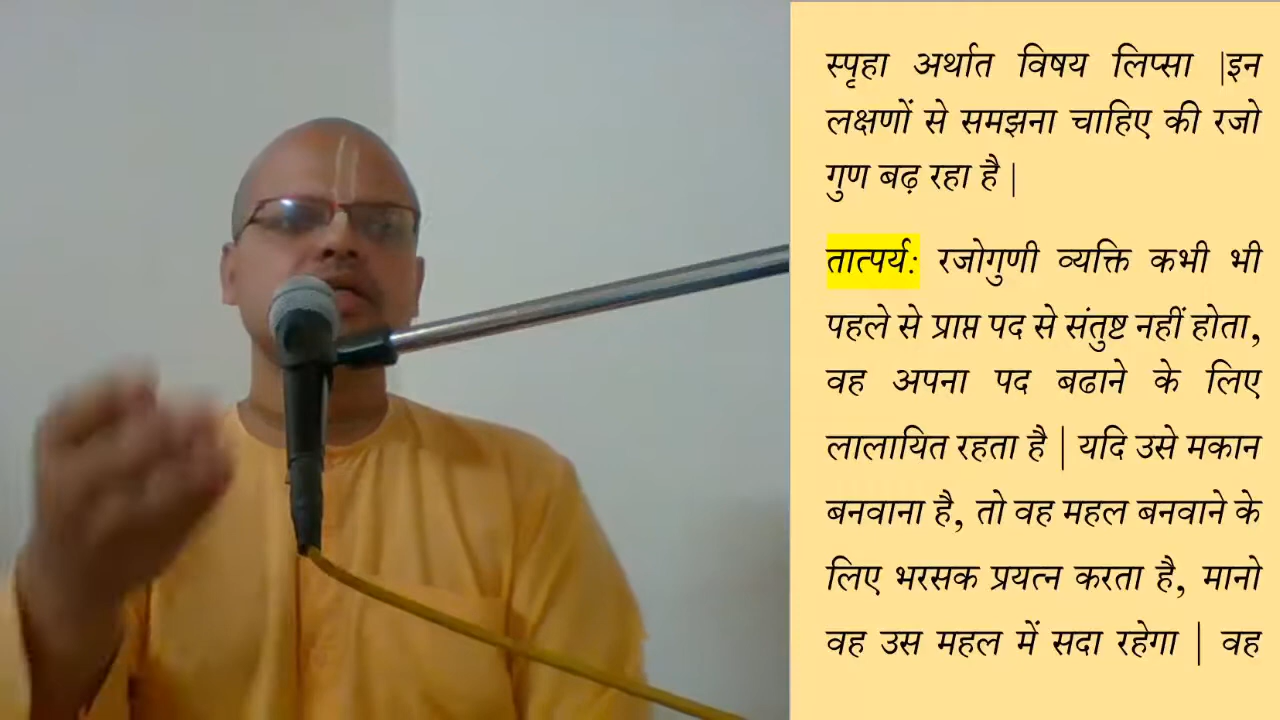 स्पृहा अर्थात विषय लिप्सा |इन
लक्षणों से समझना चाहिए की रजो
गुण बढ़ रहा है |
तात्पर्य: रजोगुणी व्यक्ति कभी भी
पहले से प्राप्त पद से संतुष्ट नहीं होता,
वह अपना पद बढाने के लिए
लालायित रहता है | यदि उसे मकान
बनवाना है, तो वह महल बनवाने के
लिए भरसक प्रयत्न करता है, मानो
वह उस महल में सदा रहेगा | वह